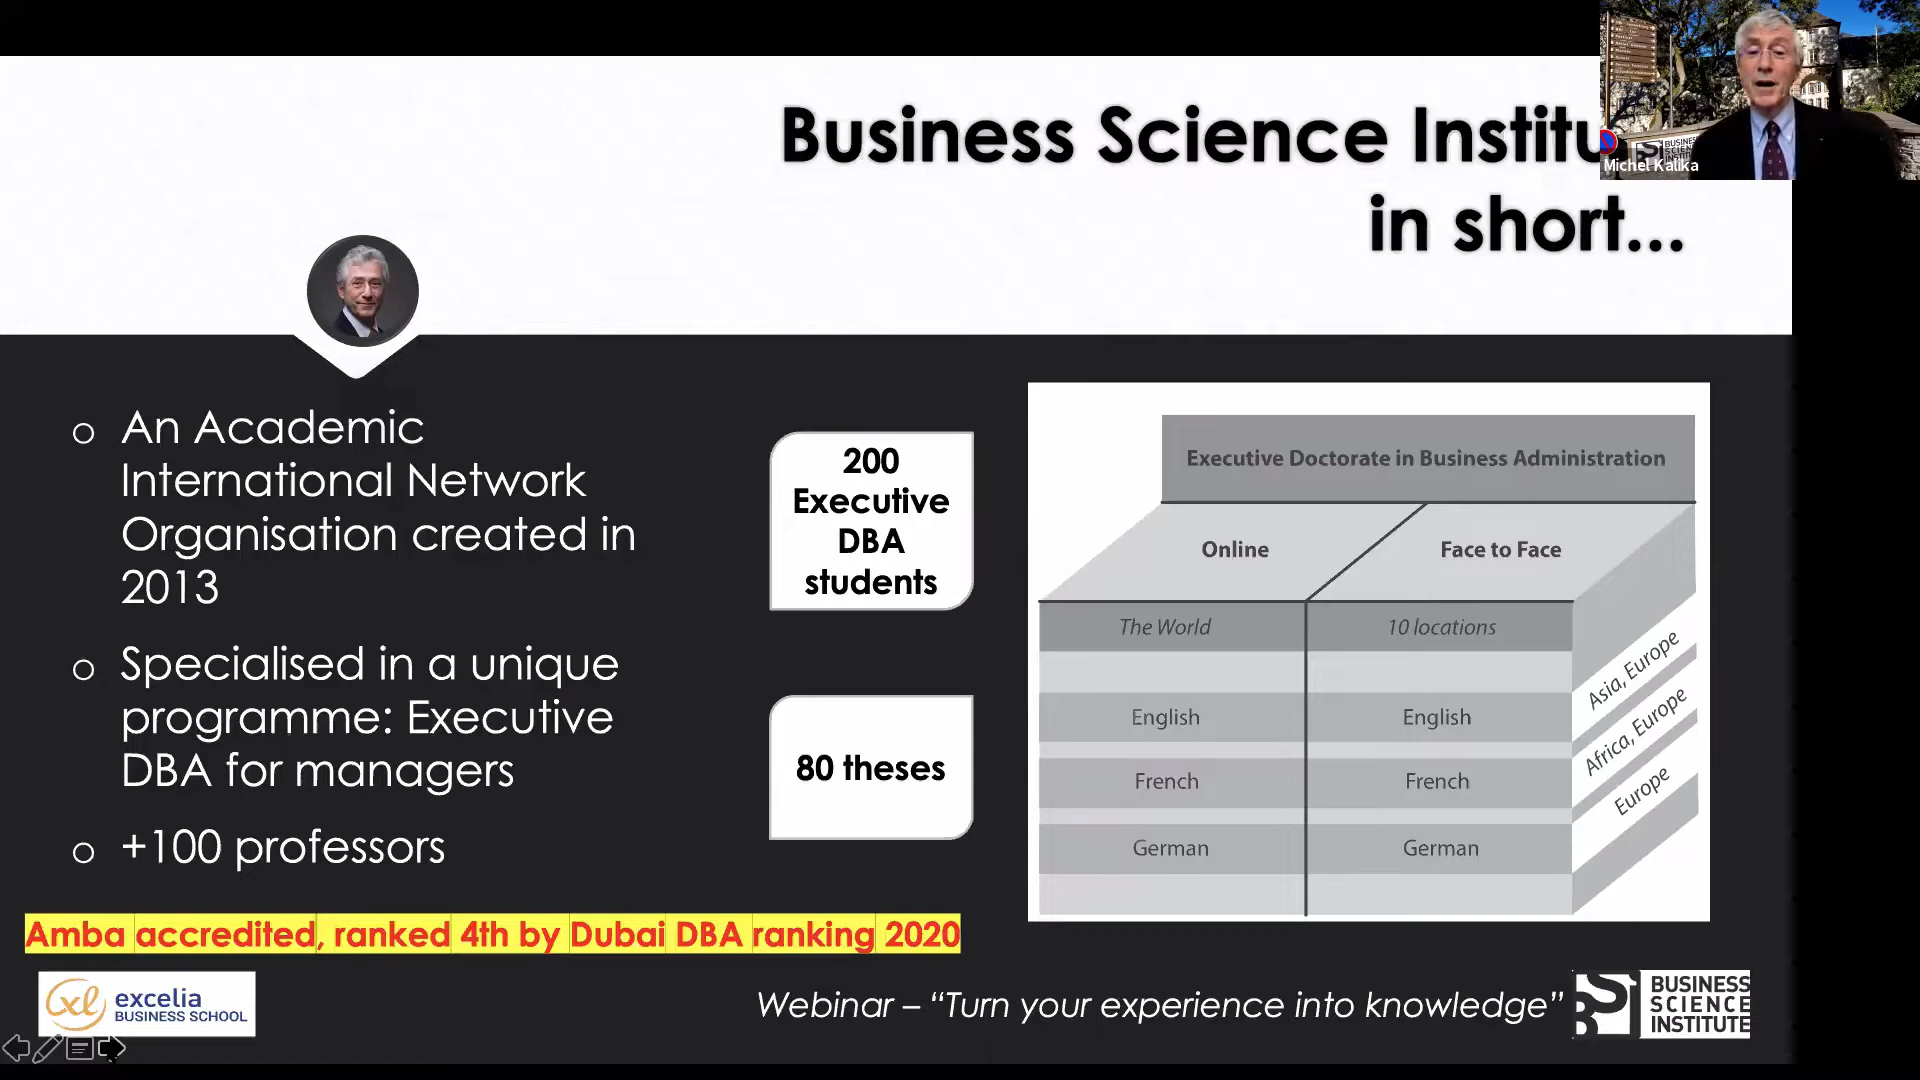 Business Science Institu
in short...
Michel Kalika
An Academic
International Network
Organisation created in
2013
Specialised in a unique
programme: Executive
DBA for managers
+100 professors
200
Executive
DBA
students
80 theses
Executive Doctorate in Business Administration
Online
Face to Face
The World
10 locations
English
English
Asia, Europe
French
French
Africa, Europe
German
German
Europe
Amba accredited, ranked 4th by Dubai DBA ranking 2020
excelia
BUSINESS SCHOOL
Webinar – “Turn your experience into knowledge”
BUSINESS
SCIENCE
INSTITUTE